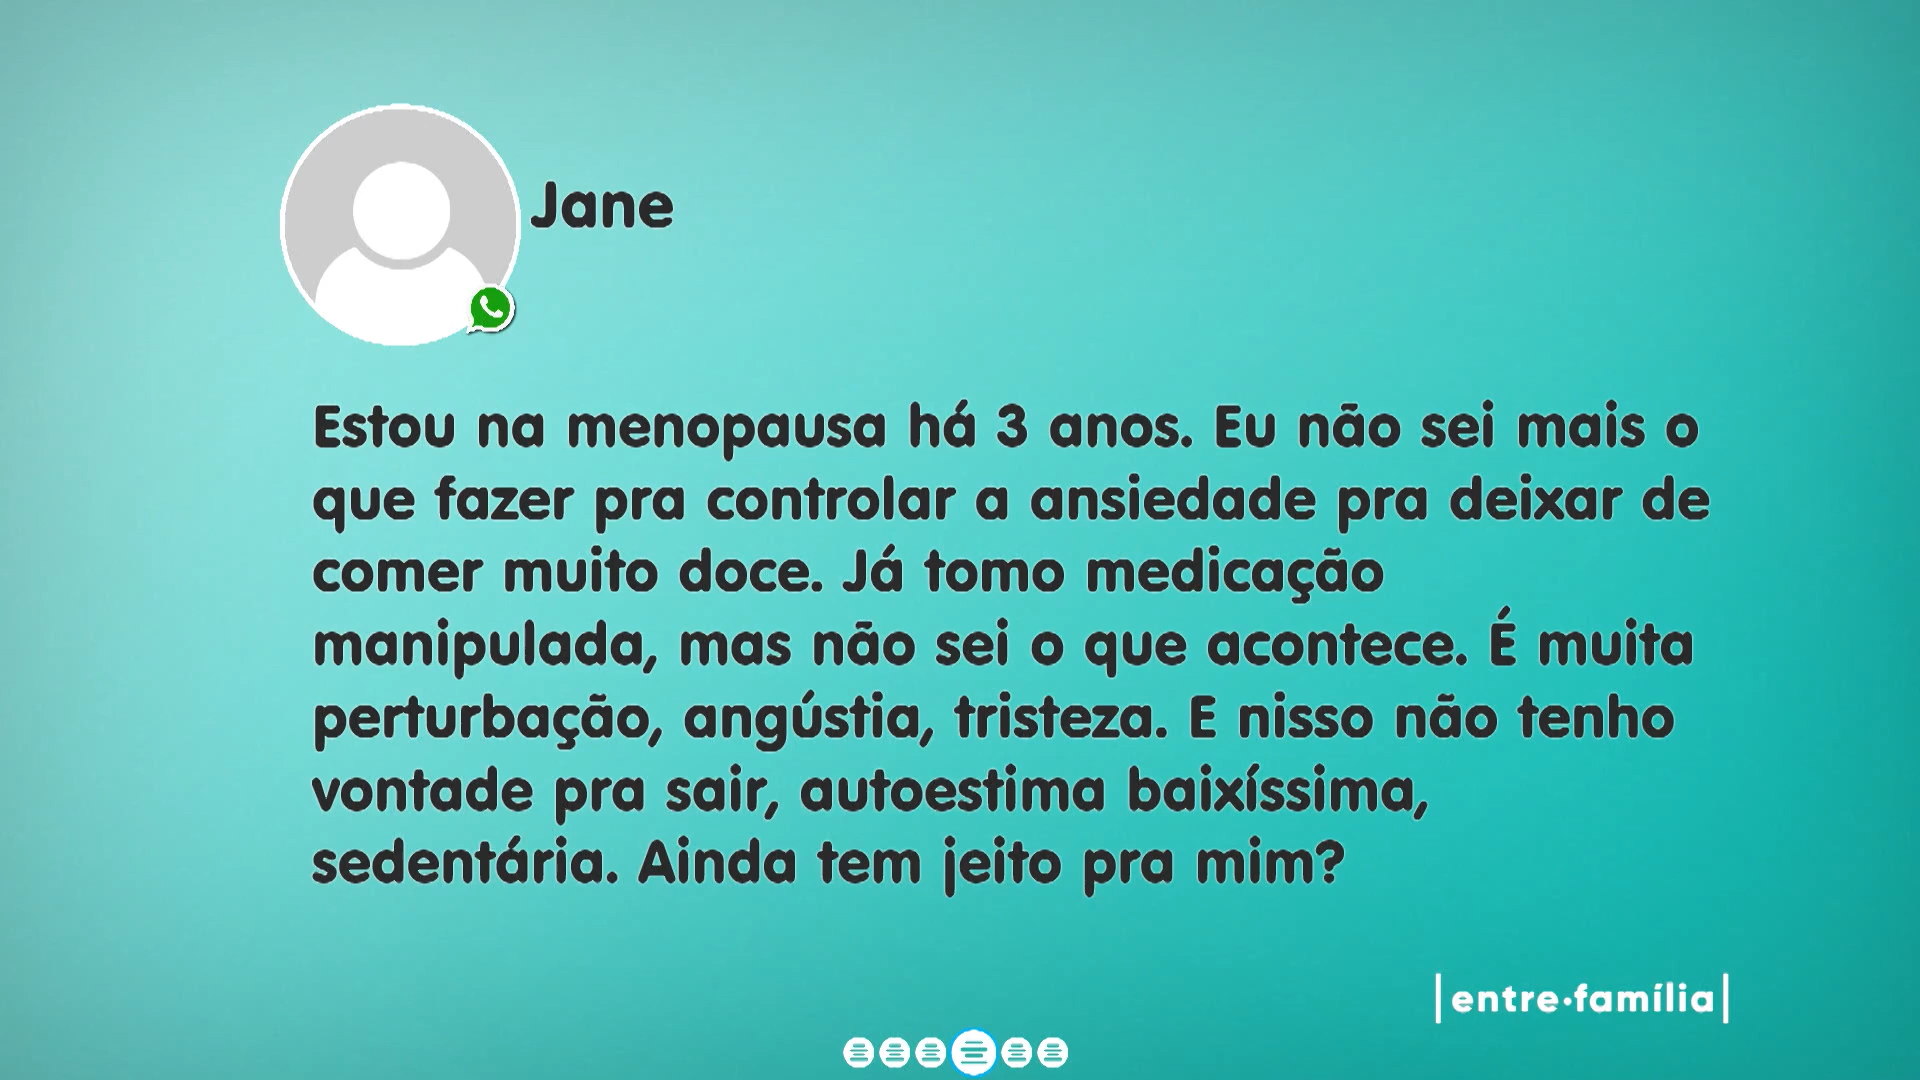 Jane
Estou na menopausa há 3 anos. Eu não sei mais o
que fazer pra controlar a ansiedade pra deixar de
comer muito doce. Já tomo medicação
manipulada, mas não sei o que acontece. É muita
perturbação, angústia, tristeza. E nisso não tenho
vontade pra sair, autoestima baixíssima,
sedentária. Ainda tem jeito pra mim?
|entre•família|